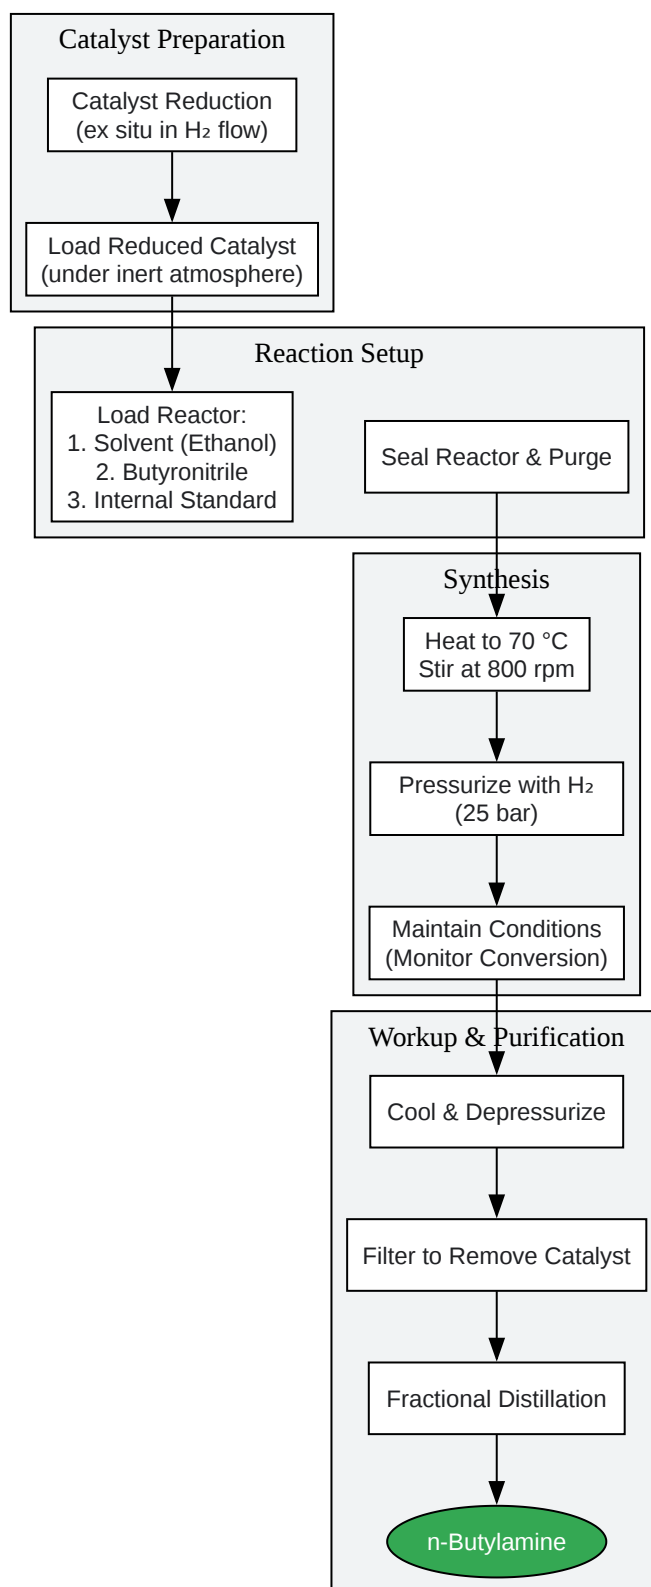 Catalyst Preparation
Catalyst Reduction
(ex situ in H₂ flow)
Load Reduced Catalyst
(under inert atmosphere)
Reaction Setup
Load Reactor:
1. Solvent (Ethanol)
2. Butyronitrile
3. Internal Standard
Seal Reactor & Purge
Synthesis
Heat to 70 °C
Stir at 800 rpm
Pressurize with H₂
(25 bar)
Maintain Conditions
(Monitor Conversion)
Workup & Purification
Cool & Depressurize
Filter to Remove Catalyst
Fractional Distillation
n-Butylamine